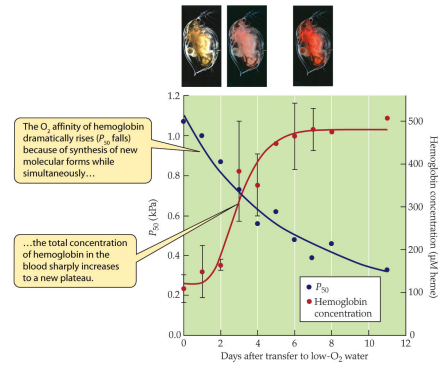 The O₂ affinity of hemoglobin
dramatically rises (P₅₀ falls)
because of synthesis of new
molecular forms while
simultaneously…
…the total concentration
of hemoglobin in the
blood sharply increases
to a new plateau.
P₅₀ (kPa)
1.2
1.0
0.8
0.6
0.4
0.2
0.0
0
2
4
6
8
10
12
Days after transfer to low-O₂ water
P₅₀
Hemoglobin
concentration
500
400
300
200
100
0
Hemoglobin concentration (µM heme)